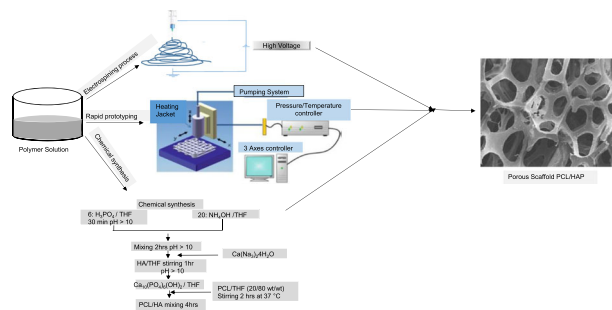 High Voltage
Electrospining process
Pumping System
Heating
Jacket
Pressure/Temperature
controller
Rapid prototyping
3 Axes controller
Polymer Solution
Chemical synthesis
Porous Scaffold PCL/HAP
Chemical synthesis
6: H₃PO₄ / THF
30 min pH > 10
20: NH₄OH /THF
Mixing 2hrs pH > 10
Ca(Na₃)₂4H₂O
HA/THF stirring 1hr
pH > 10
Ca₁₀(PO₄)₆(OH)₂ / THF
PCL/THF (20/80 wt/wt)
Stirring 2 hrs at 37 °C
PCL/HA mixing 4hrs